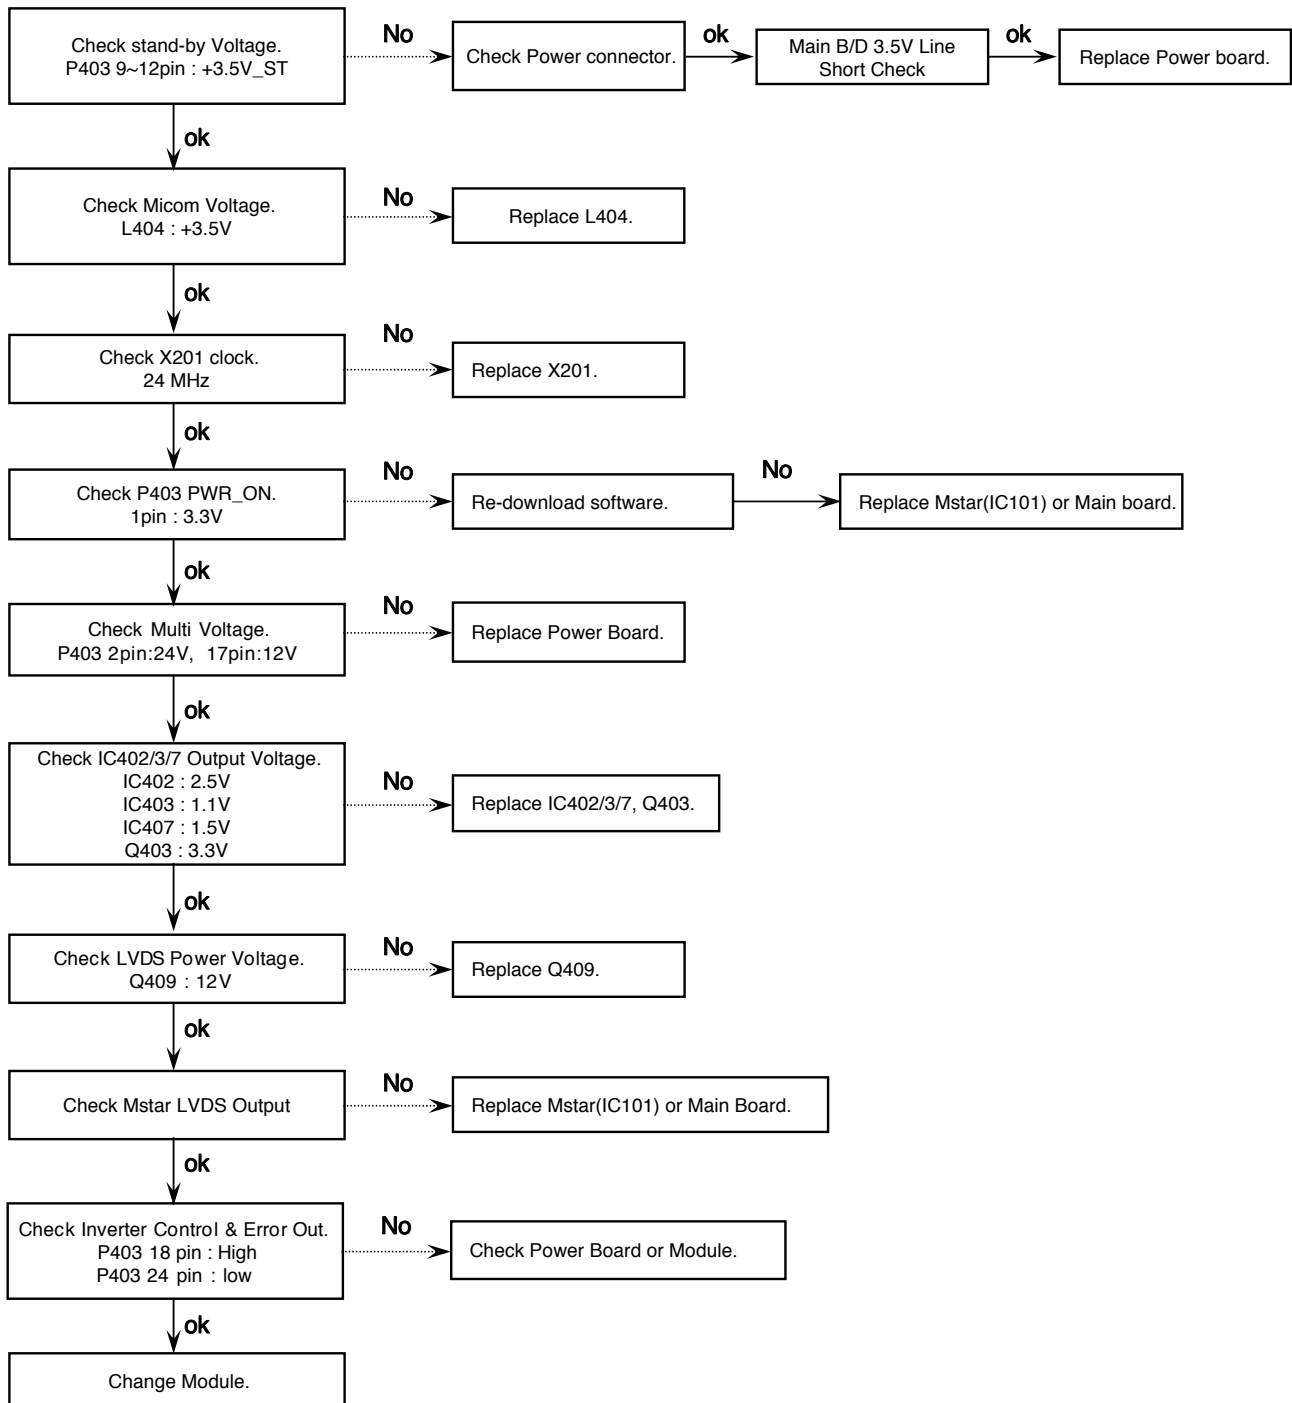 Check stand-by Voltage.
P403 9~12pin : +3.5V_ST
No
Check Power connector.
ok
Main B/D 3.5V Line
Short Check
ok
Replace Power board.
ok
Check Micom Voltage.
L404 : +3.5V
No
Replace L404.
ok
Check X201 clock.
24 MHz
No
Replace X201.
ok
Check P403 PWR_ON.
1pin : 3.3V
No
Re-download software.
No
Replace Mstar(IC101) or Main board.
ok
Check Multi Voltage.
P403 2pin:24V, 17pin:12V
No
Replace Power Board.
ok
Check IC402/3/7 Output Voltage.
IC402 : 2.5V
IC403 : 1.1V
IC407 : 1.5V
Q403 : 3.3V
No
Replace IC402/3/7, Q403.
ok
Check LVDS Power Voltage.
Q409 : 12V
No
Replace Q409.
ok
Check Mstar LVDS Output
No
Replace Mstar(IC101) or Main Board.
ok
Check Inverter Control & Error Out.
P403 18 pin : High
P403 24 pin : low
No
Check Power Board or Module.
ok
Change Module.